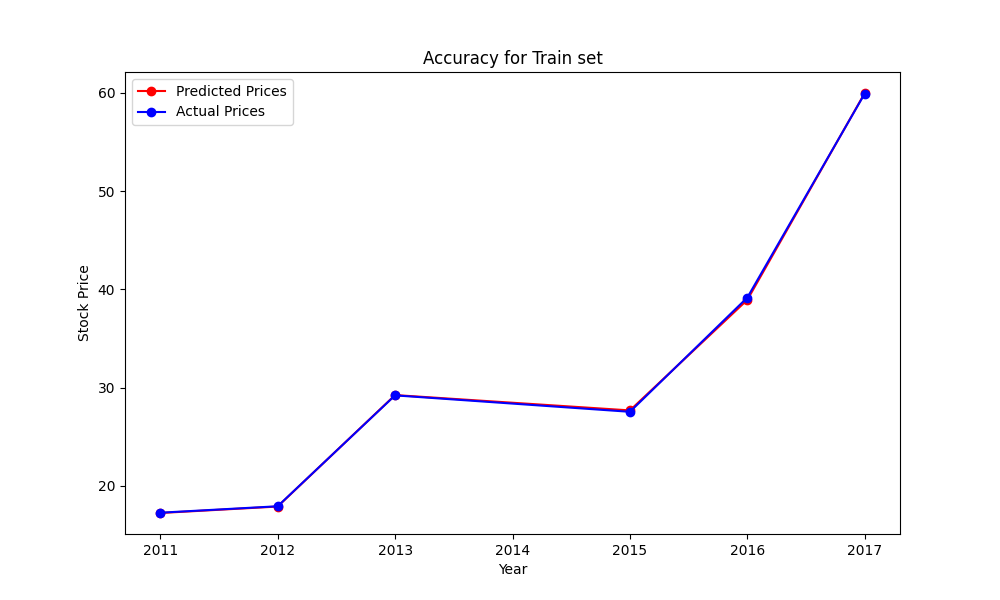 Accuracy for Train set
Predicted Prices
Actual Prices
60
50
40
30
20
Stock Price
2011 2012 2013 2014 2015 2016 2017
Year